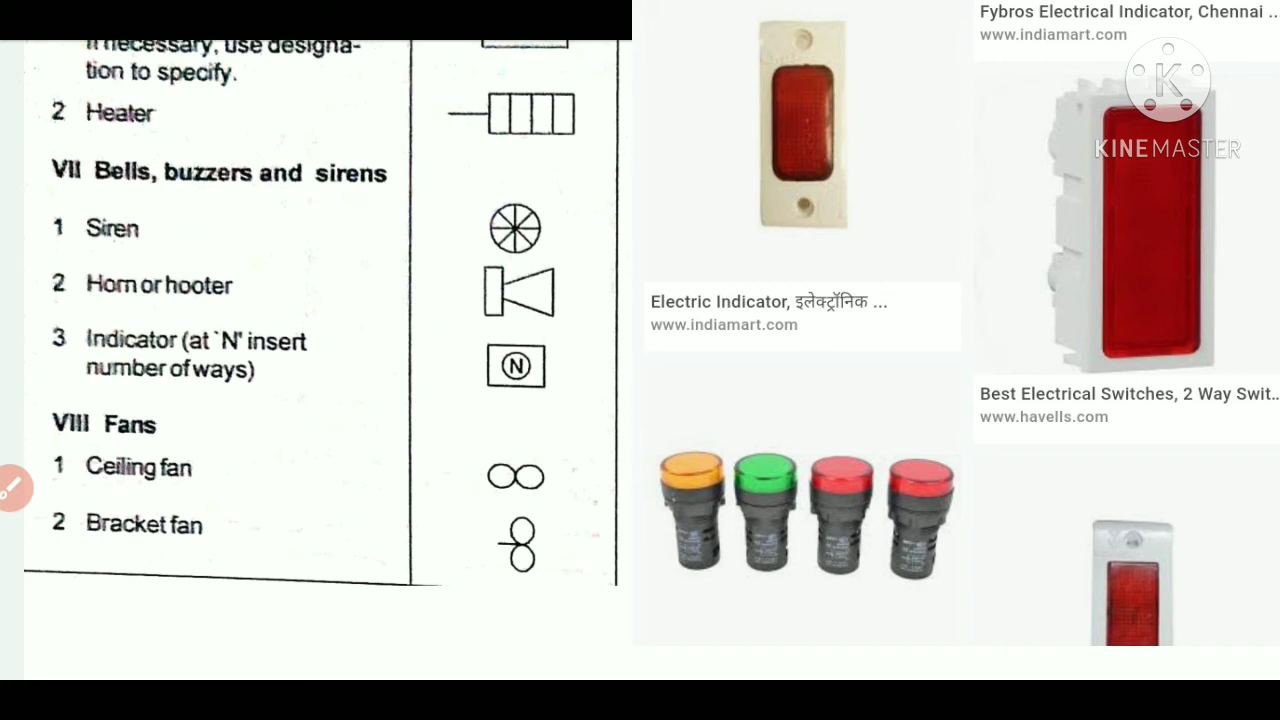 If necessary, use designa-
tion to specify.
2 Heater
VII Bells, buzzers and sirens
1 Siren
2 Horn or hooter
3 Indicator (at `N' insert
number of ways)
N
VIII Fans
1 Ceiling fan
2 Bracket fan
Electric Indicator, इलेक्ट्रॉनिक ...
www.indiamart.com
Fybros Electrical Indicator, Chennai ...
www.indiamart.com
K
KINEMASTER
Best Electrical Switches, 2 Way Swit...
www.havells.com